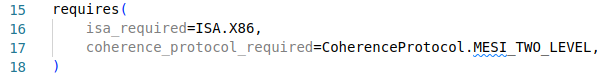 15 requires(
16     isa_required=ISA.X86,
17     coherence_protocol_required=CoherenceProtocol.MESI_TWO_LEVEL,
18 )